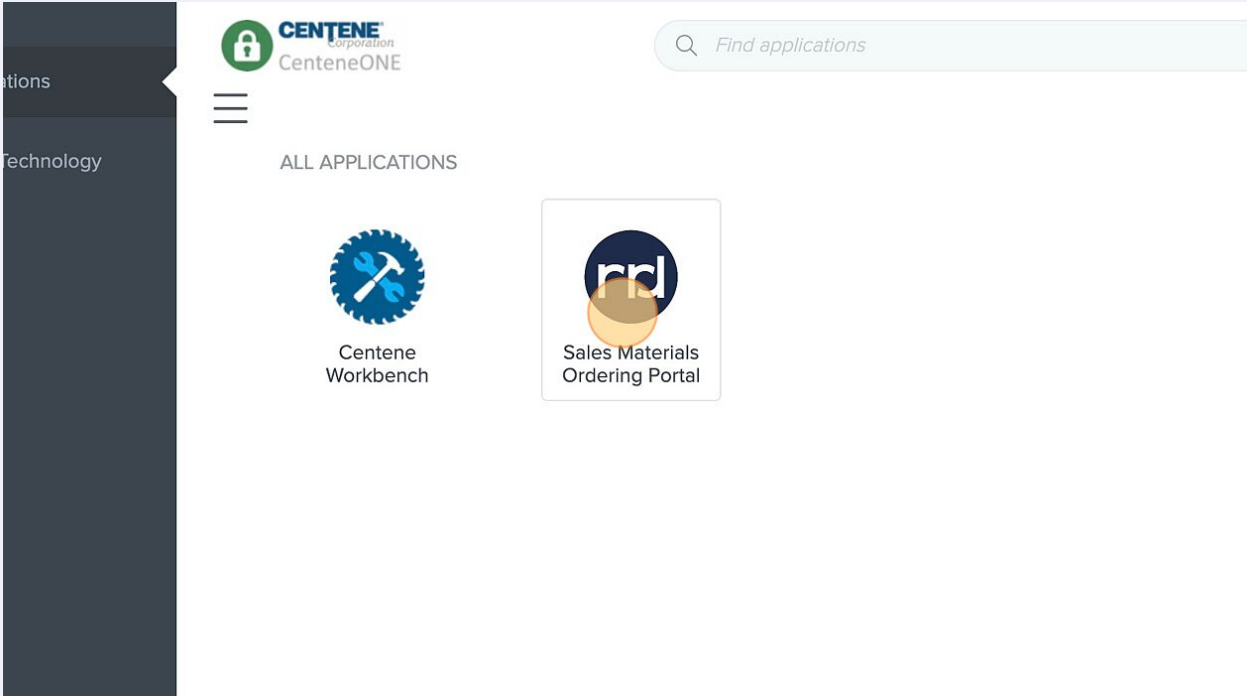 CENTENE®
Corporation
CenteneONE
Find applications
ations
Technology
ALL APPLICATIONS
rrd
Centene
Workbench
Sales Materials
Ordering Portal